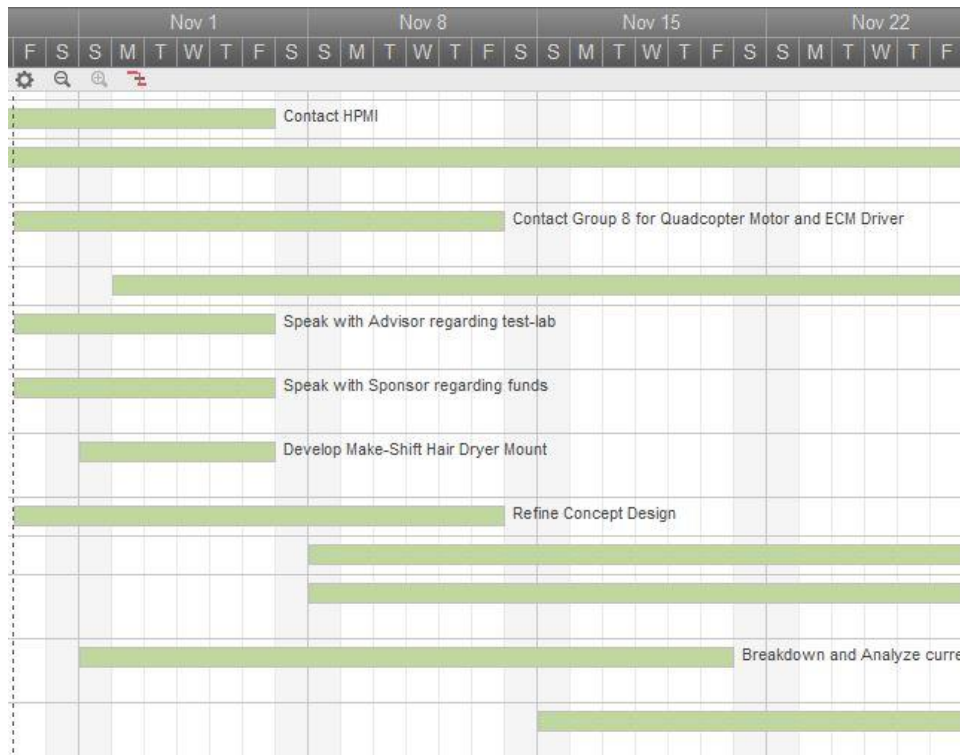 Nov 1 Nov 8 Nov 15 Nov 22
F S S M T W T F S S M T W T F S S M T W T F S S M T W T F
Contact HPMI
Contact Group 8 for Quadcopter Motor and ECM Driver
Speak with Advisor regarding test-lab
Speak with Sponsor regarding funds
Develop Make-Shift Hair Dryer Mount
Refine Concept Design
Breakdown and Analyze curre